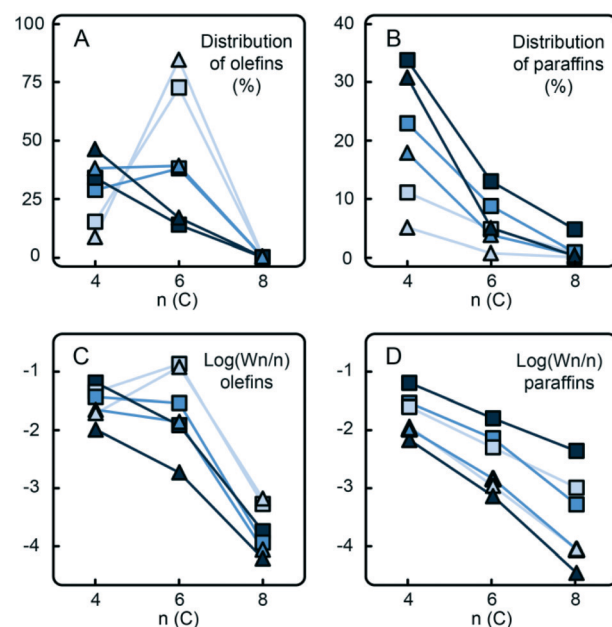 A
Distribution
of olefins
(%)
100
75
50
25
0
4 6 8
n (C)
B
Distribution
of paraffins
(%)
40
30
20
10
0
4 6 8
n (C)
C
Log(Wn/n)
olefins
-1
-2
-3
-4
4 6 8
n (C)
D
Log(Wn/n)
paraffins
-1
-2
-3
-4
4 6 8
n (C)